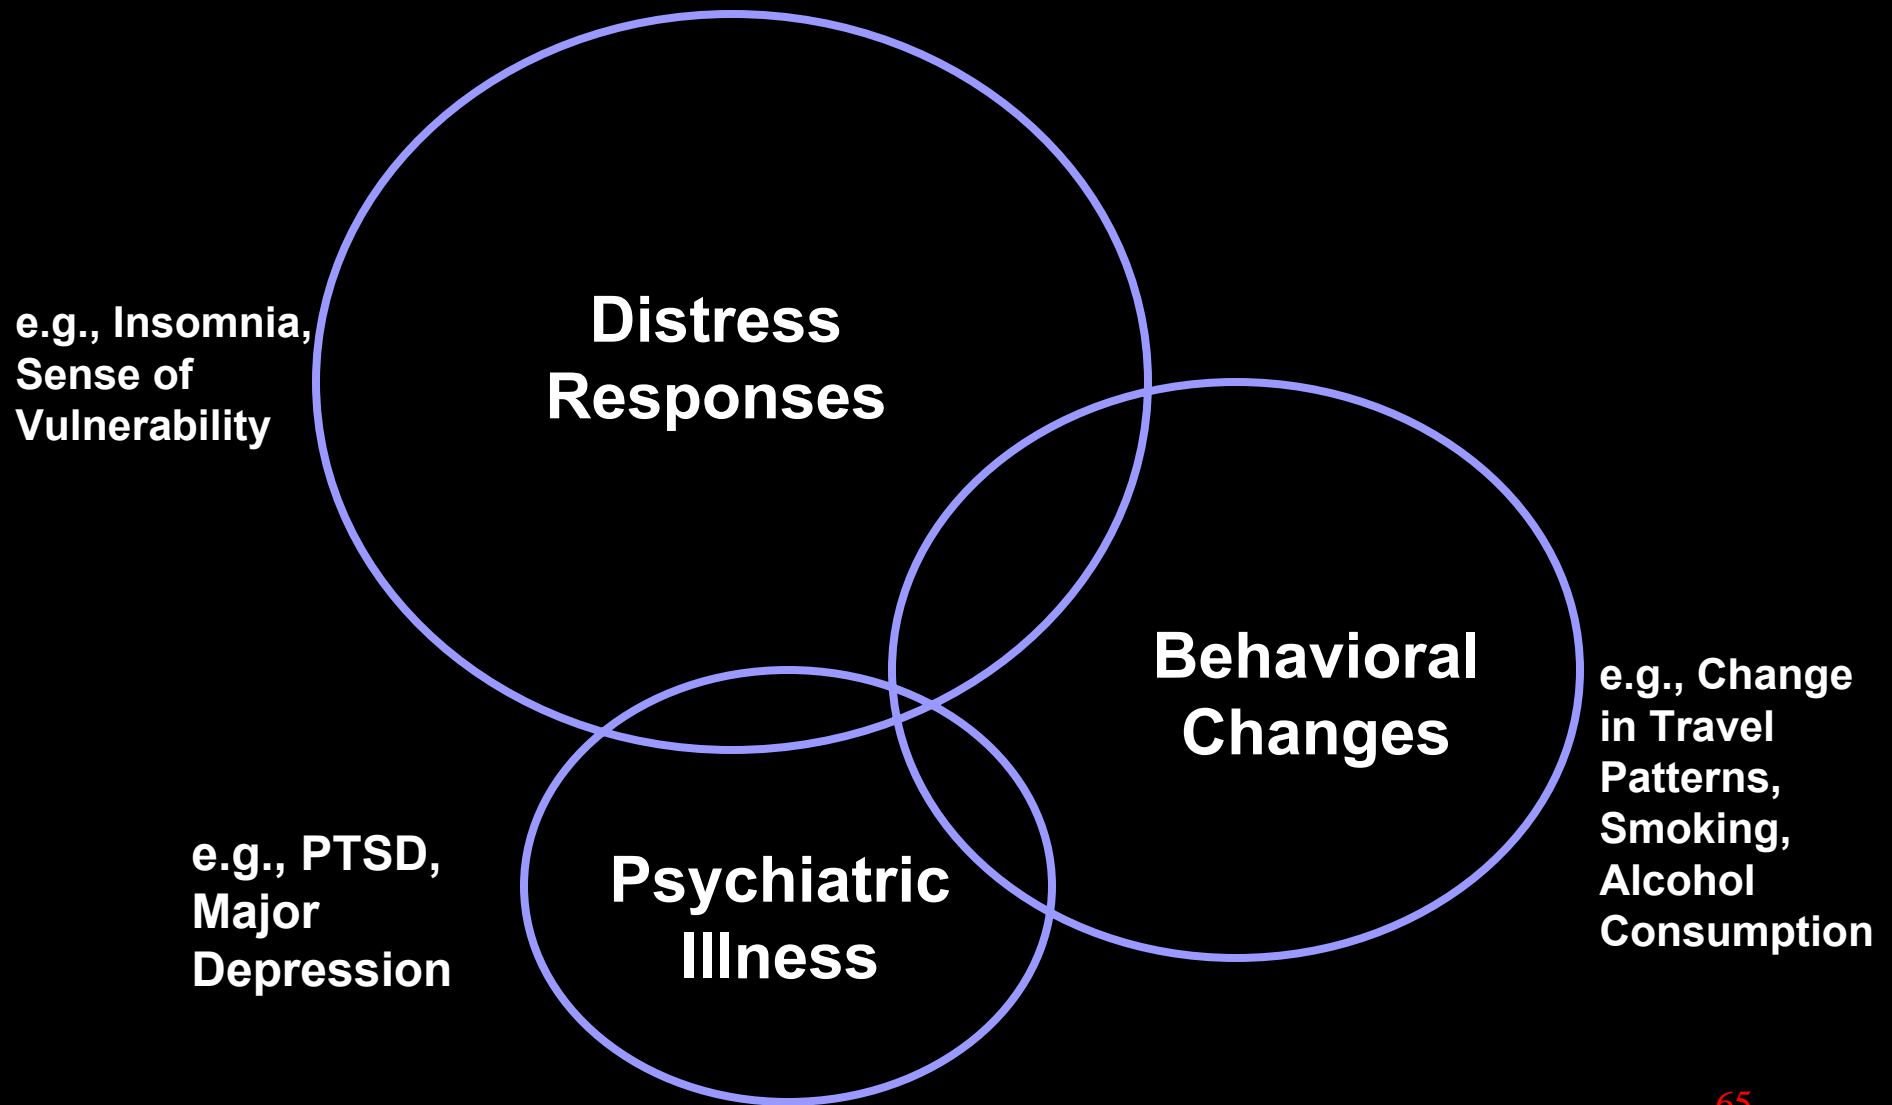 e.g., Insomnia,
Sense of
Vulnerability
Distress
Responses
Behavioral
Changes
e.g., Change
in Travel
Patterns,
Smoking,
Alcohol
Consumption
e.g., PTSD,
Major
Depression
Psychiatric
Illness
65